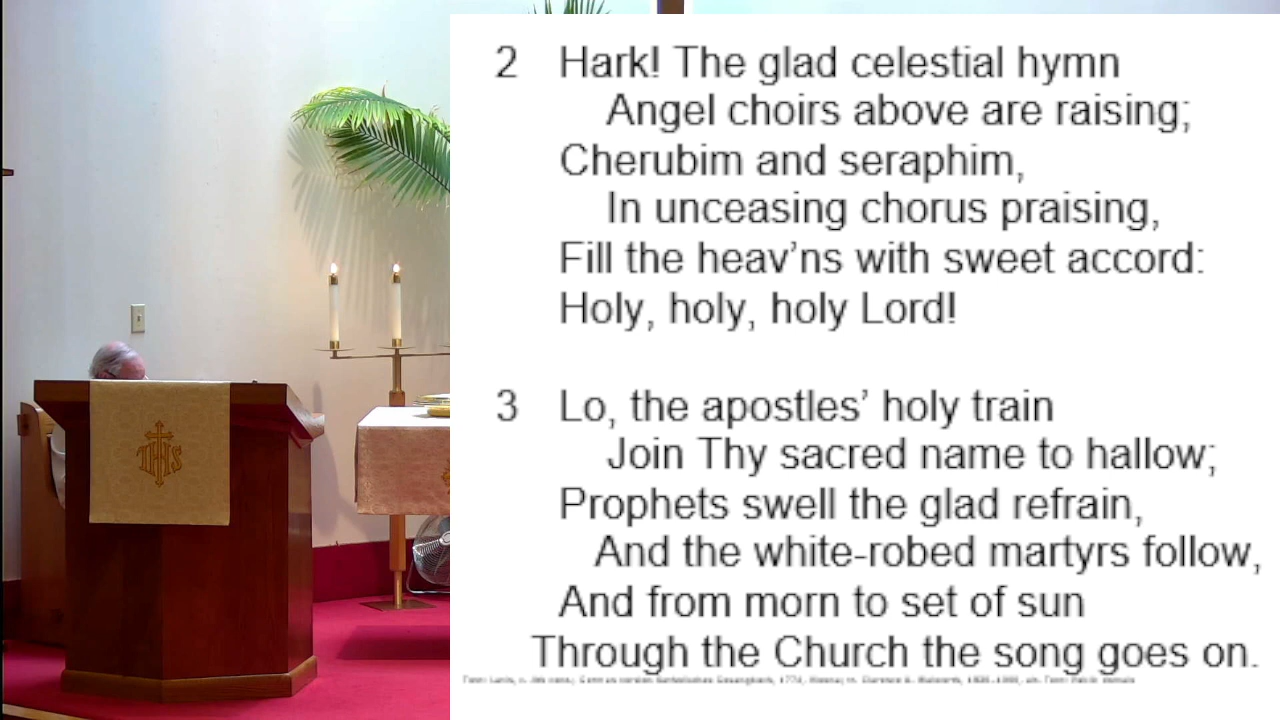 2 Hark! The glad celestial hymn
Angel choirs above are raising;
Cherubim and seraphim,
In unceasing chorus praising,
Fill the heav’ns with sweet accord:
Holy, holy, holy Lord!
3 Lo, the apostles’ holy train
Join Thy sacred name to hallow;
Prophets swell the glad refrain,
And the white-robed martyrs follow,
And from morn to set of sun
Through the Church the song goes on.
IHS